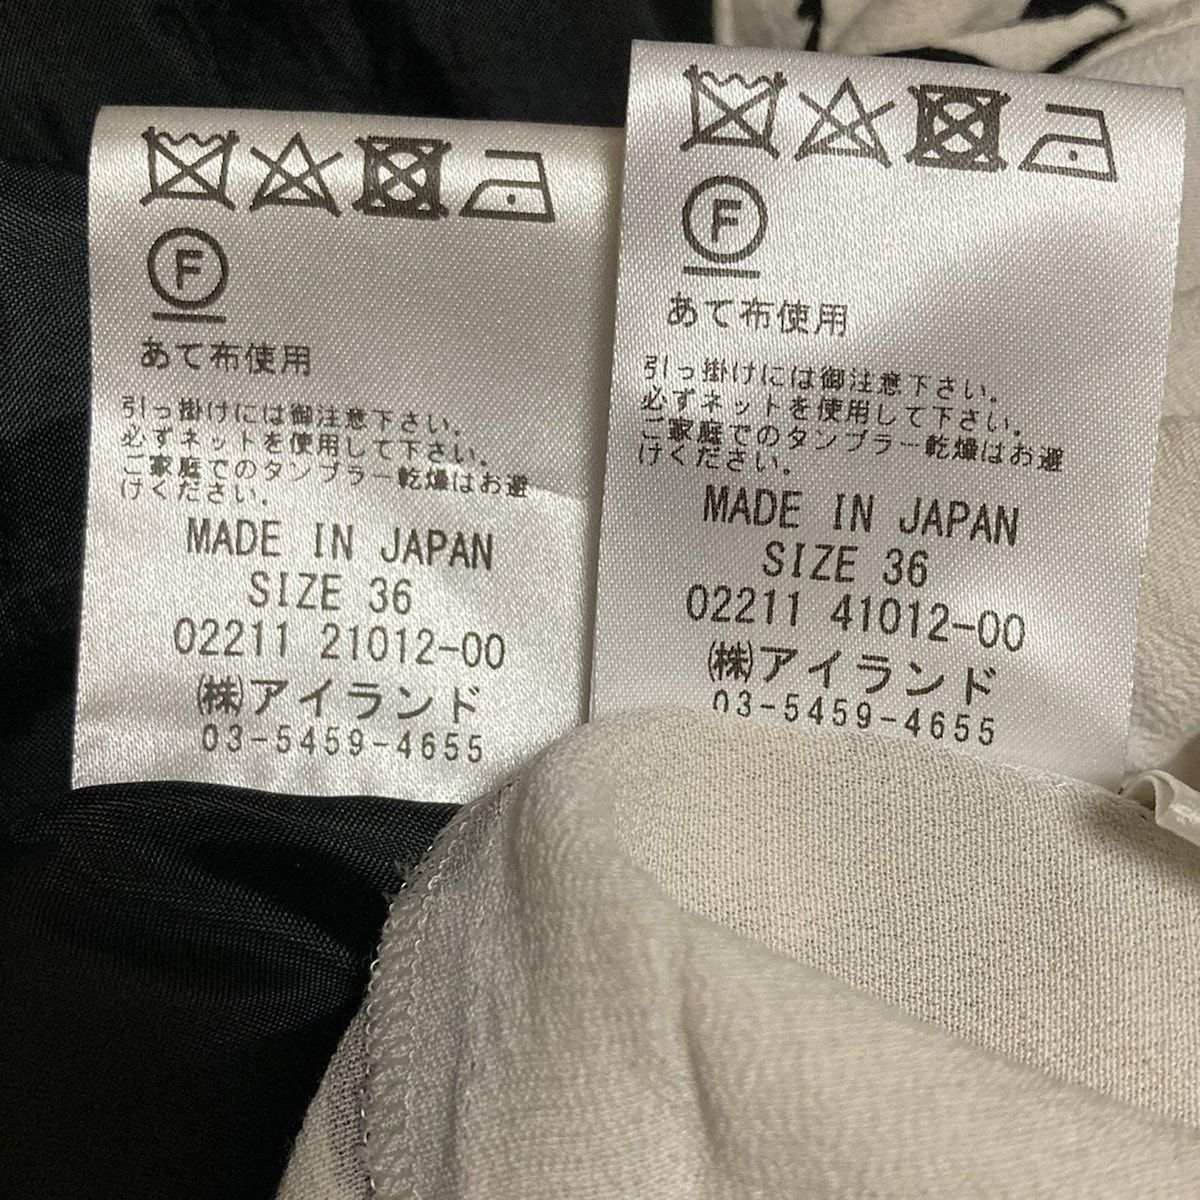 F
あて布使用
引っ掛けには御注意下さい。
必ずネットを使用して下さい。
ご家庭でのタンブラー乾燥はお避
けください。
MADE IN JAPAN
SIZE 36
02211 21012-00
㈱アイランド
03-5459-4655
F
あて布使用
引っ掛けには御注意下さい。
必ずネットを使用して下さい。
ご家庭でのタンブラー乾燥はお避
けください。
MADE IN JAPAN
SIZE 36
02211 41012-00
㈱アイランド
03-5459-4655